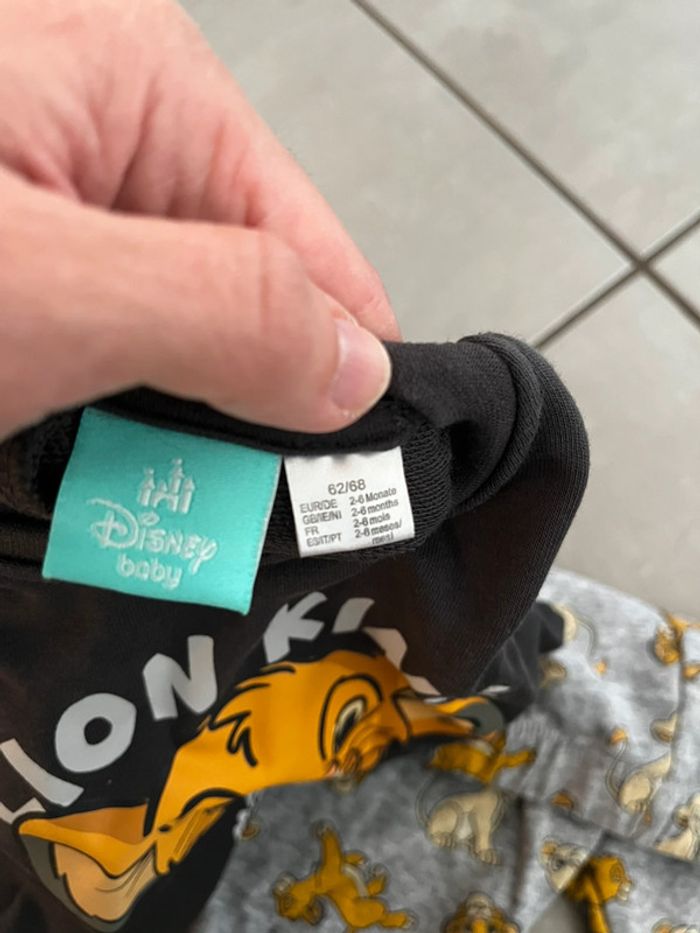 Disney
baby
62/68
EUR/DE 2-6 Monate
GB/IE/NI 2-6 months
FR 2-6 mois
ES/IT/PT 2-6 meses/
mesi
LION KI